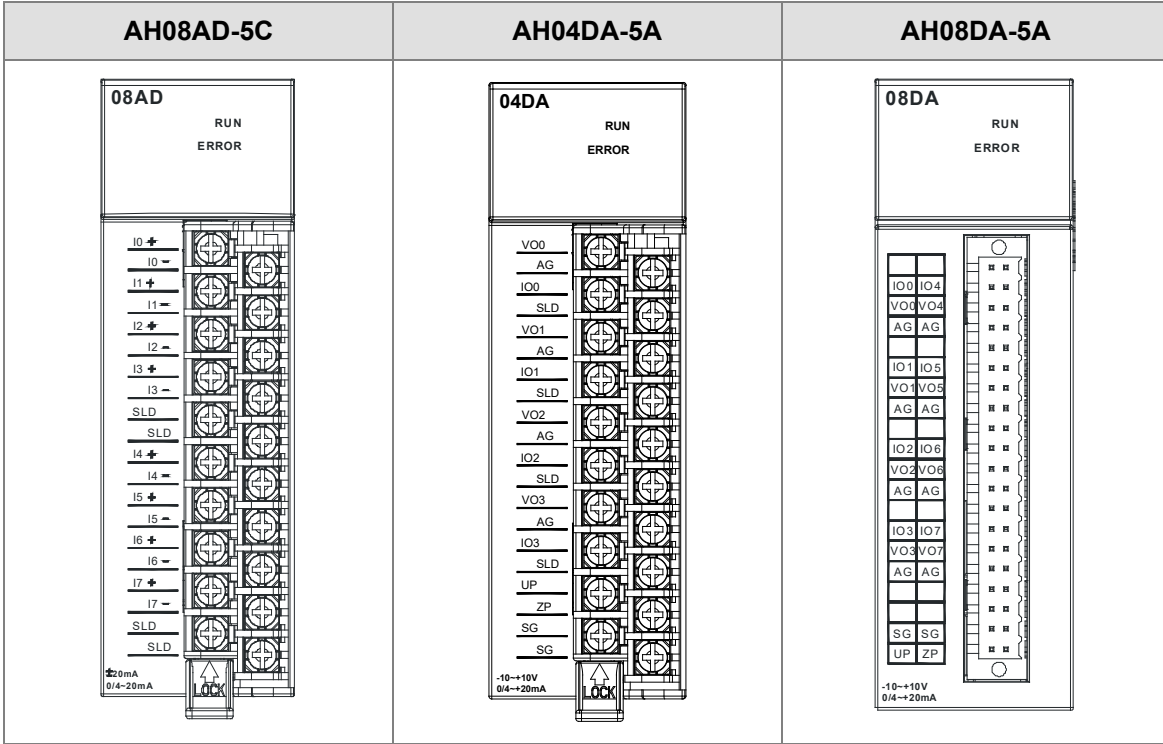 AH08AD-5C
AH04DA-5A
AH08DA-5A
08AD
RUN
ERROR
I0 +
I0 -
I1 +
I1 -
I2 +
I2 -
I3 +
I3 -
SLD
SLD
I4 +
I4 -
I5 +
I5 -
I6 +
I6 -
I7 +
I7 -
SLD
SLD
±20mA
0/4~20mA
LOCK
04DA
RUN
ERROR
VO0
AG
IO0
SLD
VO1
AG
IO1
SLD
VO2
AG
IO2
SLD
VO3
AG
IO3
SLD
UP
ZP
SG
SG
-10~+10V
0/4~+20mA
LOCK
08DA
RUN
ERROR
IO0 IO4
VO0 VO4
AG AG
IO1 IO5
VO1 VO5
AG AG
IO2 IO6
VO2 VO6
AG AG
IO3 IO7
VO3 VO7
AG AG
SG SG
UP ZP
-10~+10V
0/4~+20mA